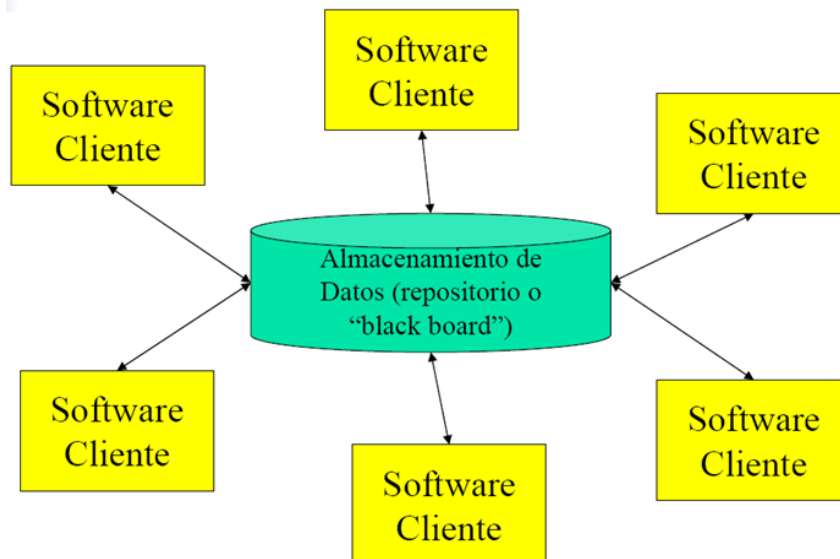 Software
Cliente
Software
Cliente
Software
Cliente
Almacenamiento de
Datos (repositorio o
“black board”)
Software
Cliente
Software
Cliente
Software
Cliente